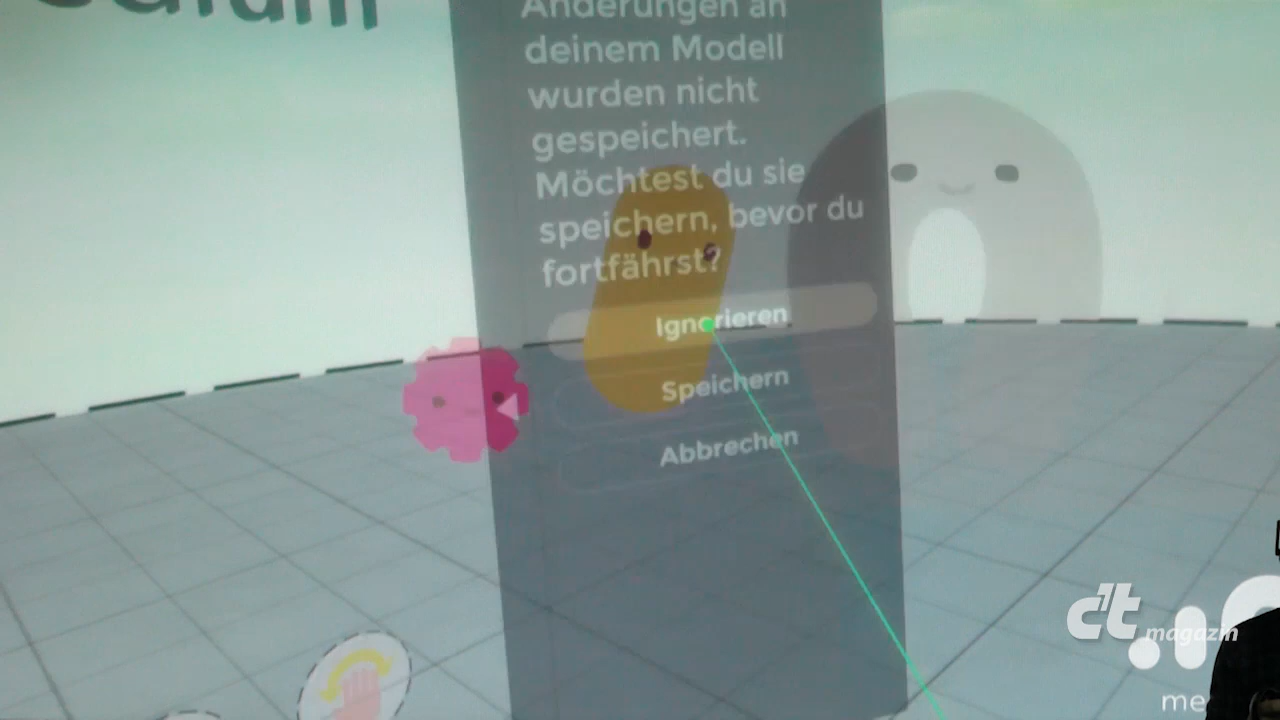 Änderungen an
deinem Modell
wurden nicht
gespeichert.
Möchtest du sie
speichern, bevor du
fortfährst?
Ignorieren
Speichern
Abbrechen
c't
magazin